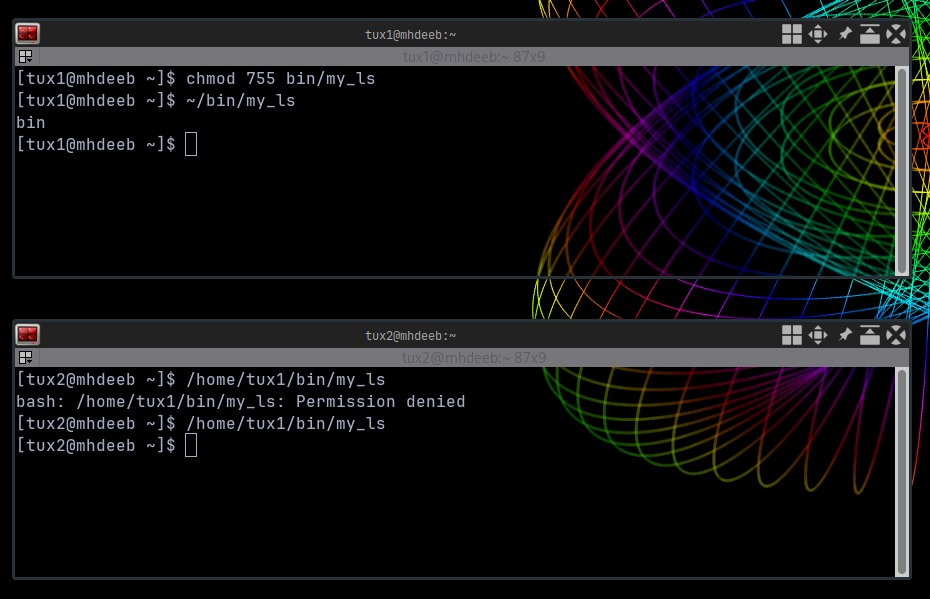 tux1@mhdeeb:~
tux1@mhdeeb:~ 87x9
[tux1@mhdeeb ~]$ chmod 755 bin/my_ls
[tux1@mhdeeb ~]$ ~/bin/my_ls
bin
[tux1@mhdeeb ~]$
tux2@mhdeeb:~
tux2@mhdeeb:~ 87x9
[tux2@mhdeeb ~]$ /home/tux1/bin/my_ls
bash: /home/tux1/bin/my_ls: Permission denied
[tux2@mhdeeb ~]$ /home/tux1/bin/my_ls
[tux2@mhdeeb ~]$